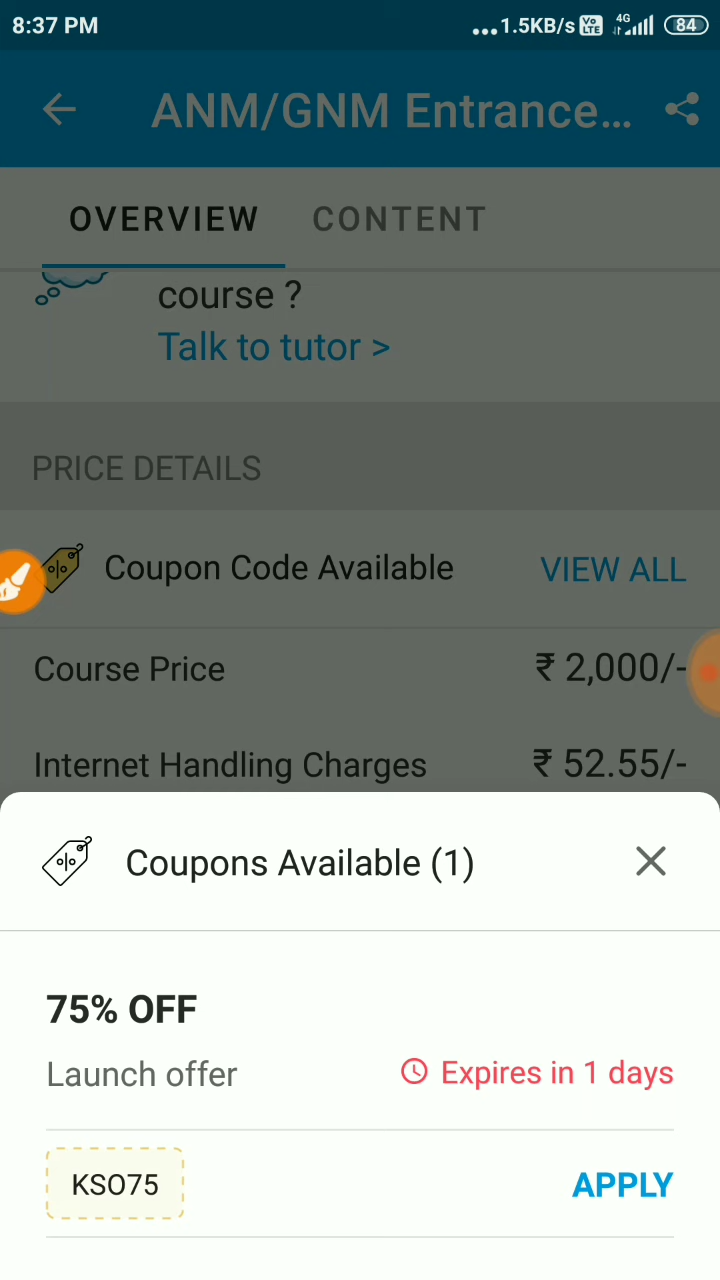 8:37 PM
...1.5KB/s Vo LTE 4G 84
ANM/GNM Entrance...
OVERVIEW CONTENT
course ?
Talk to tutor >
PRICE DETAILS
Coupon Code Available VIEW ALL
Course Price ₹ 2,000/-
Internet Handling Charges ₹ 52.55/-
Coupons Available (1)
75% OFF
Launch offer Expires in 1 days
KSO75 APPLY